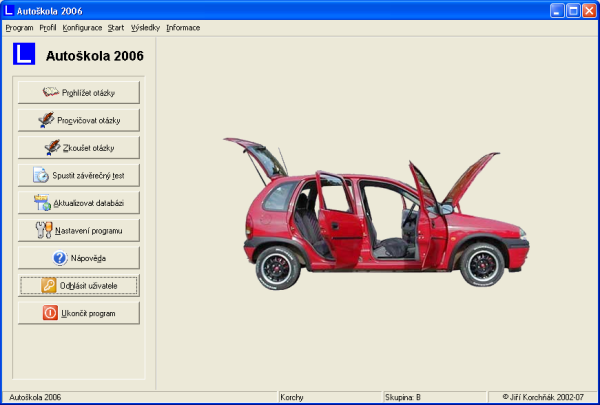 Autoškola 2006
Program Profil Konfigurace Start Výsledky Informace
L Autoškola 2006
Prohlížet otázky
Procvičovat otázky
Zkoušet otázky
Spustit závěrečný test
Aktualizovat databázi
Nastavení programu
Nápověda
Odhlásit uživatele
Ukončit program
Autoškola 2006 Korchy Skupina: B © Jiří Korchňák 2002-07